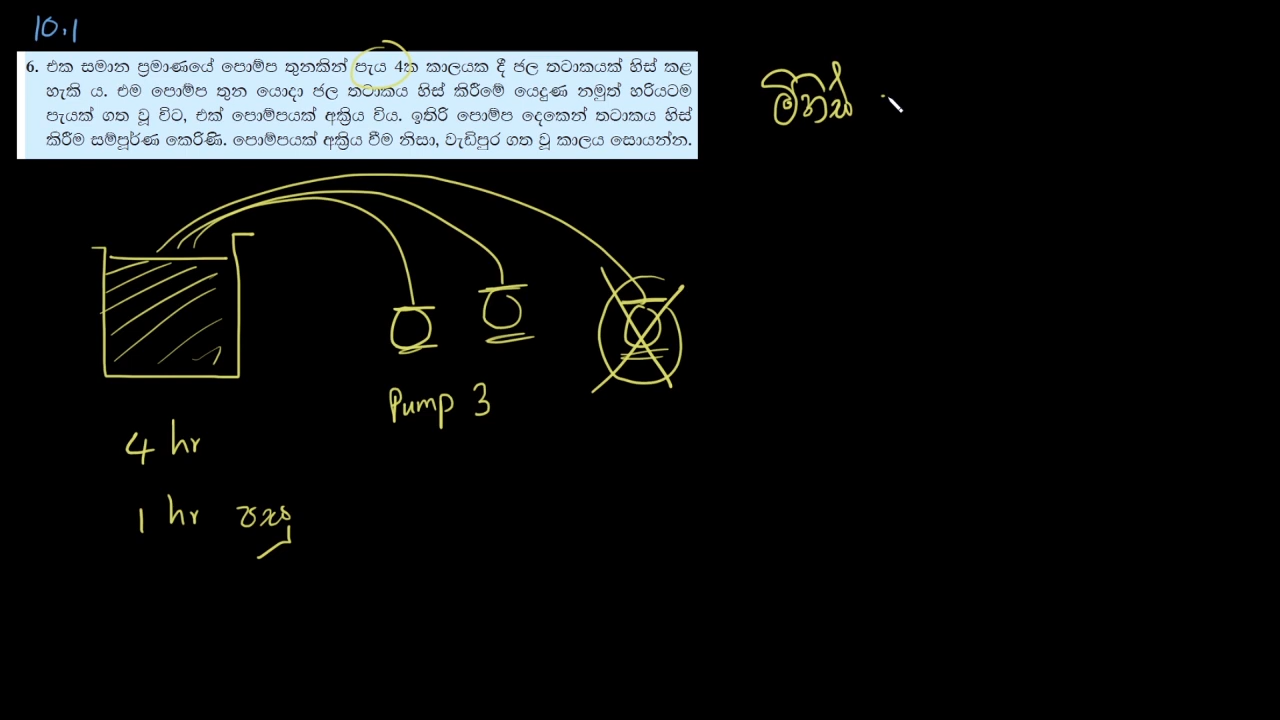 10.1
6. එක සමාන ප්‍රමාණයේ පොම්ප තුනකින් පැය 4ක කාලයක දී ජල තටාකයක් හිස් කළ
හැකි ය. එම පොම්ප තුන යොදා ජල තටාකය හිස් කිරීමේ යෙදුණ නමුත් හරියටම
පැයක් ගත වූ විට, එක් පොම්පයක් අක්‍රිය විය. ඉතිරි පොම්ප දෙකෙන් තටාකය හිස්
කිරීම සම්පූර්ණ කෙරිණි. පොම්පයක් අක්‍රිය වීම නිසා, වැඩිපුර ගත වූ කාලය සොයන්න.
මිනිස්
Pump 3
4 hr
1 hr පසු